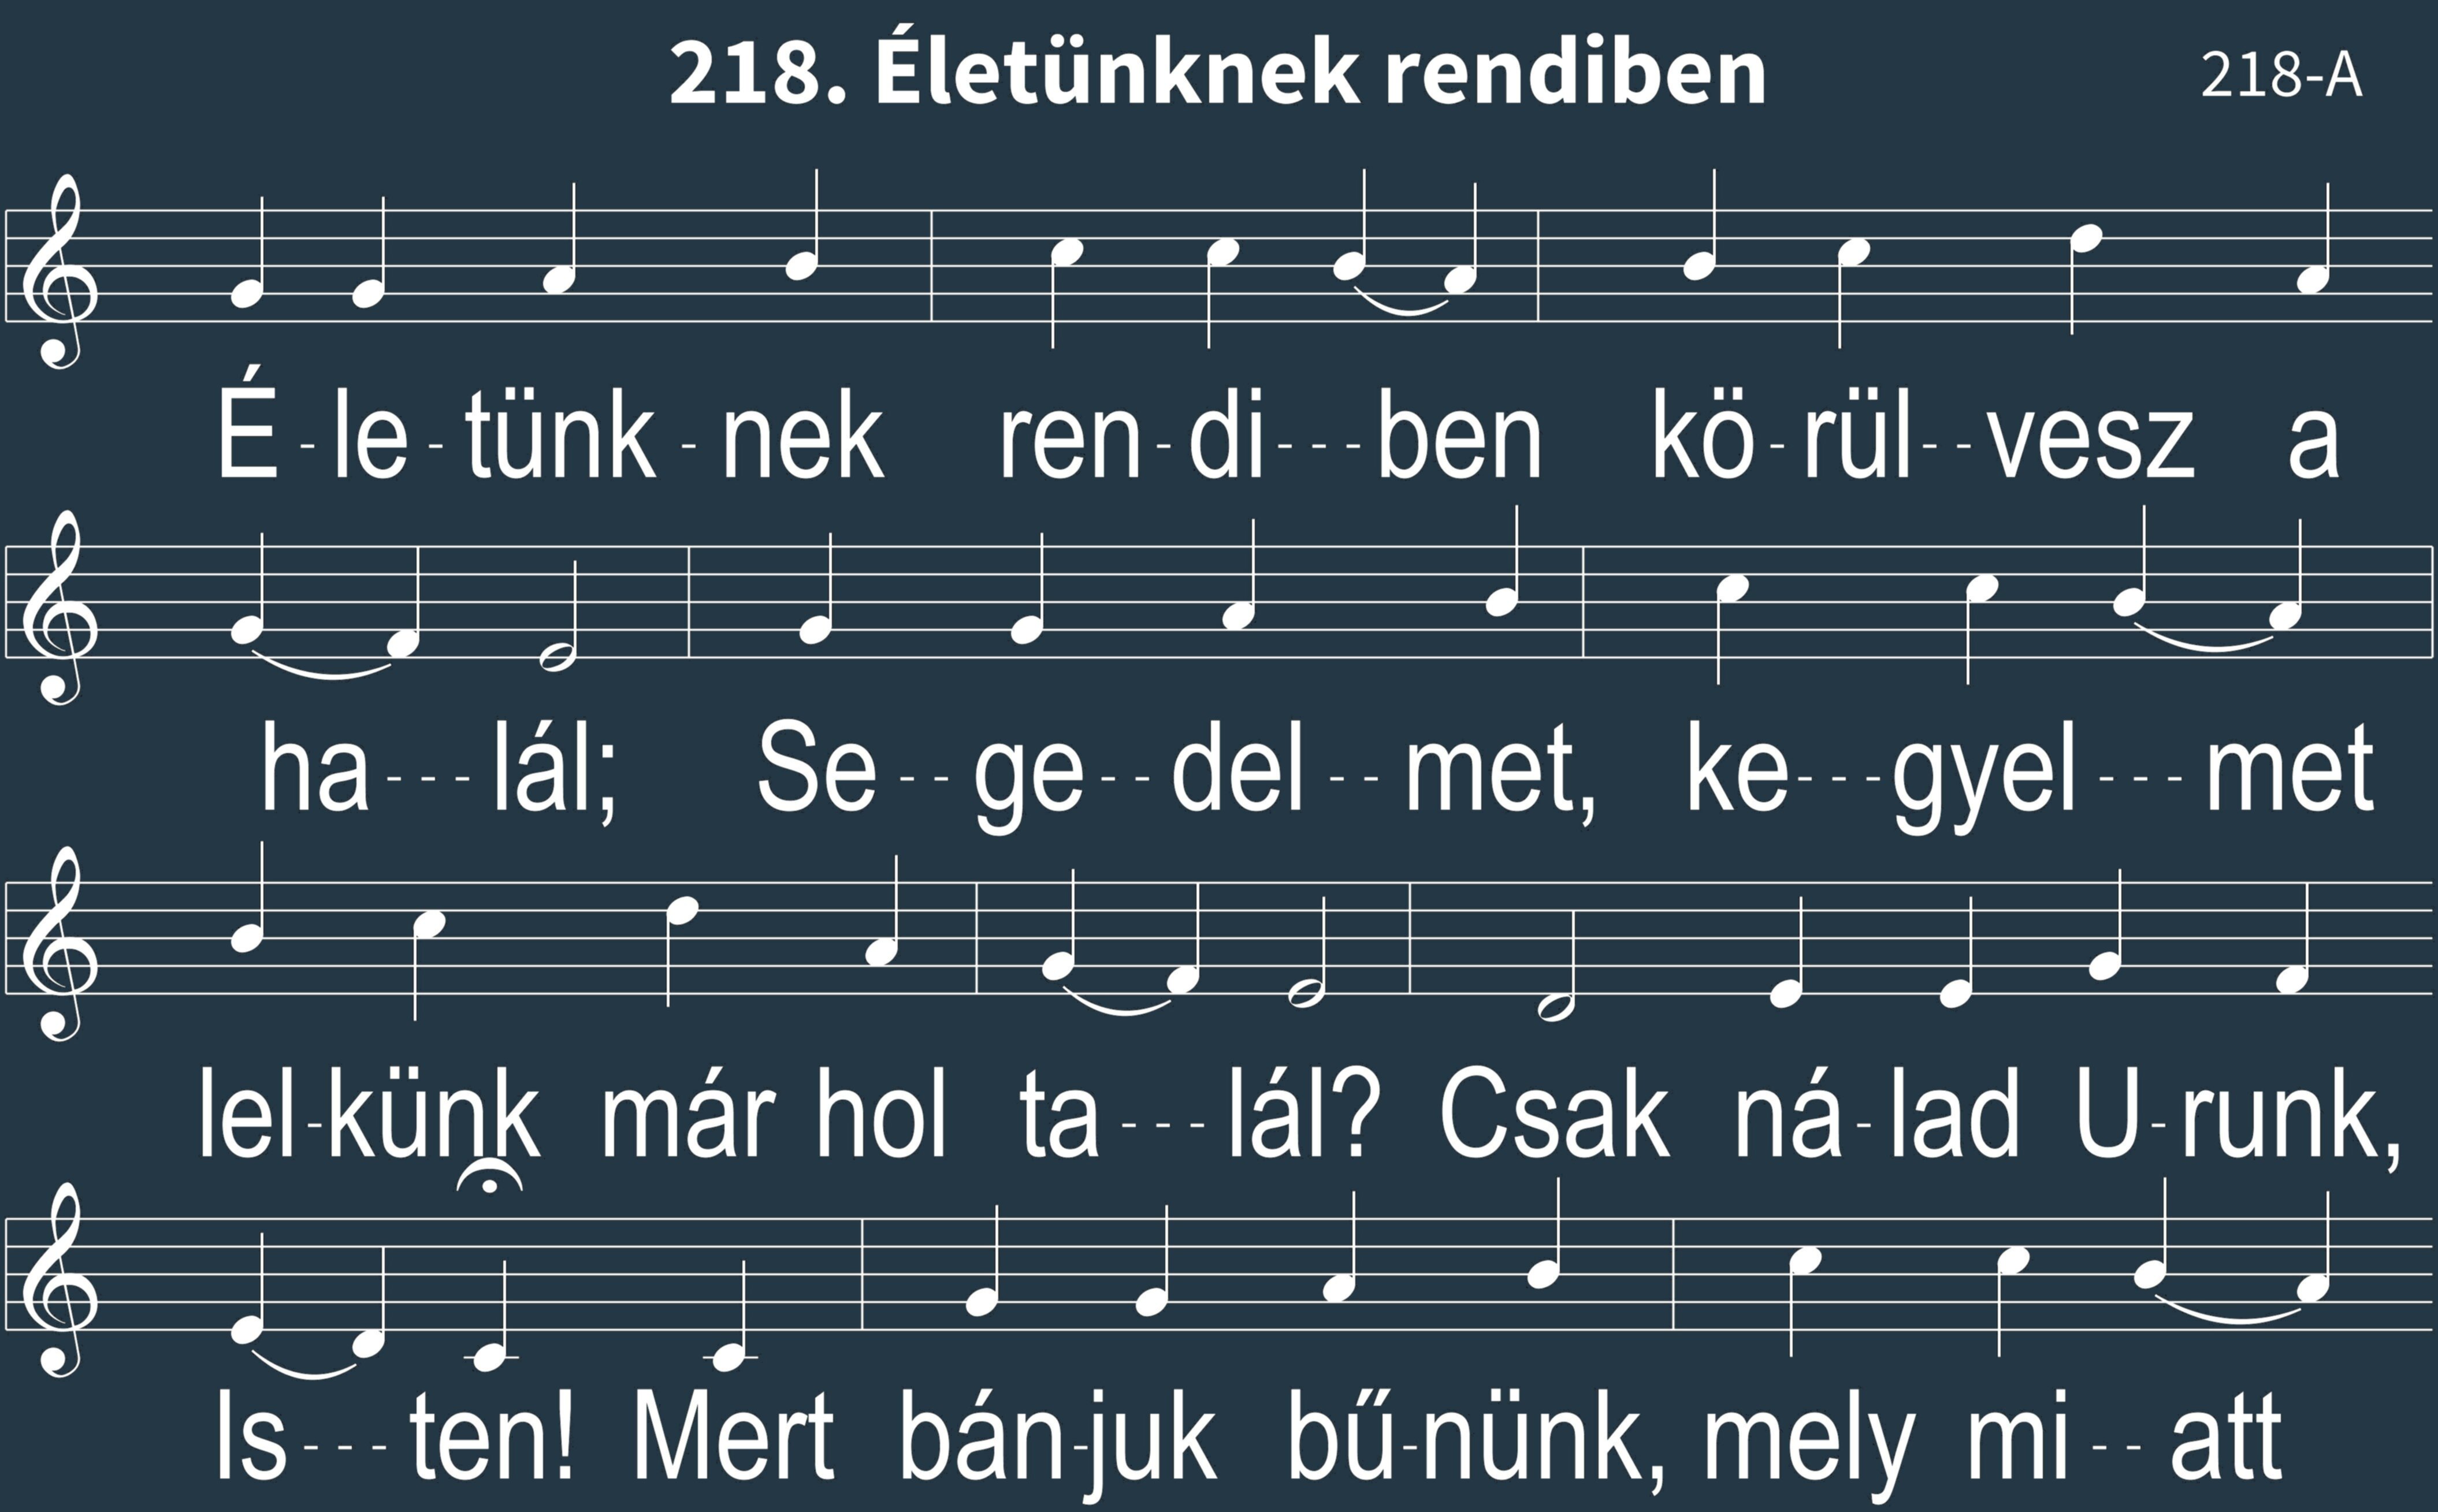 218. Életünknek rendiben 218-A
É-le-tünk-nek ren-di---ben kö-rül--vesz a
ha---lál; Se--ge--del--met, ke---gyel---met
lel-künk már hol ta---lál? Csak ná-lad U-runk,
Is---ten! Mert bán-juk bű-nünk, mely mi--att